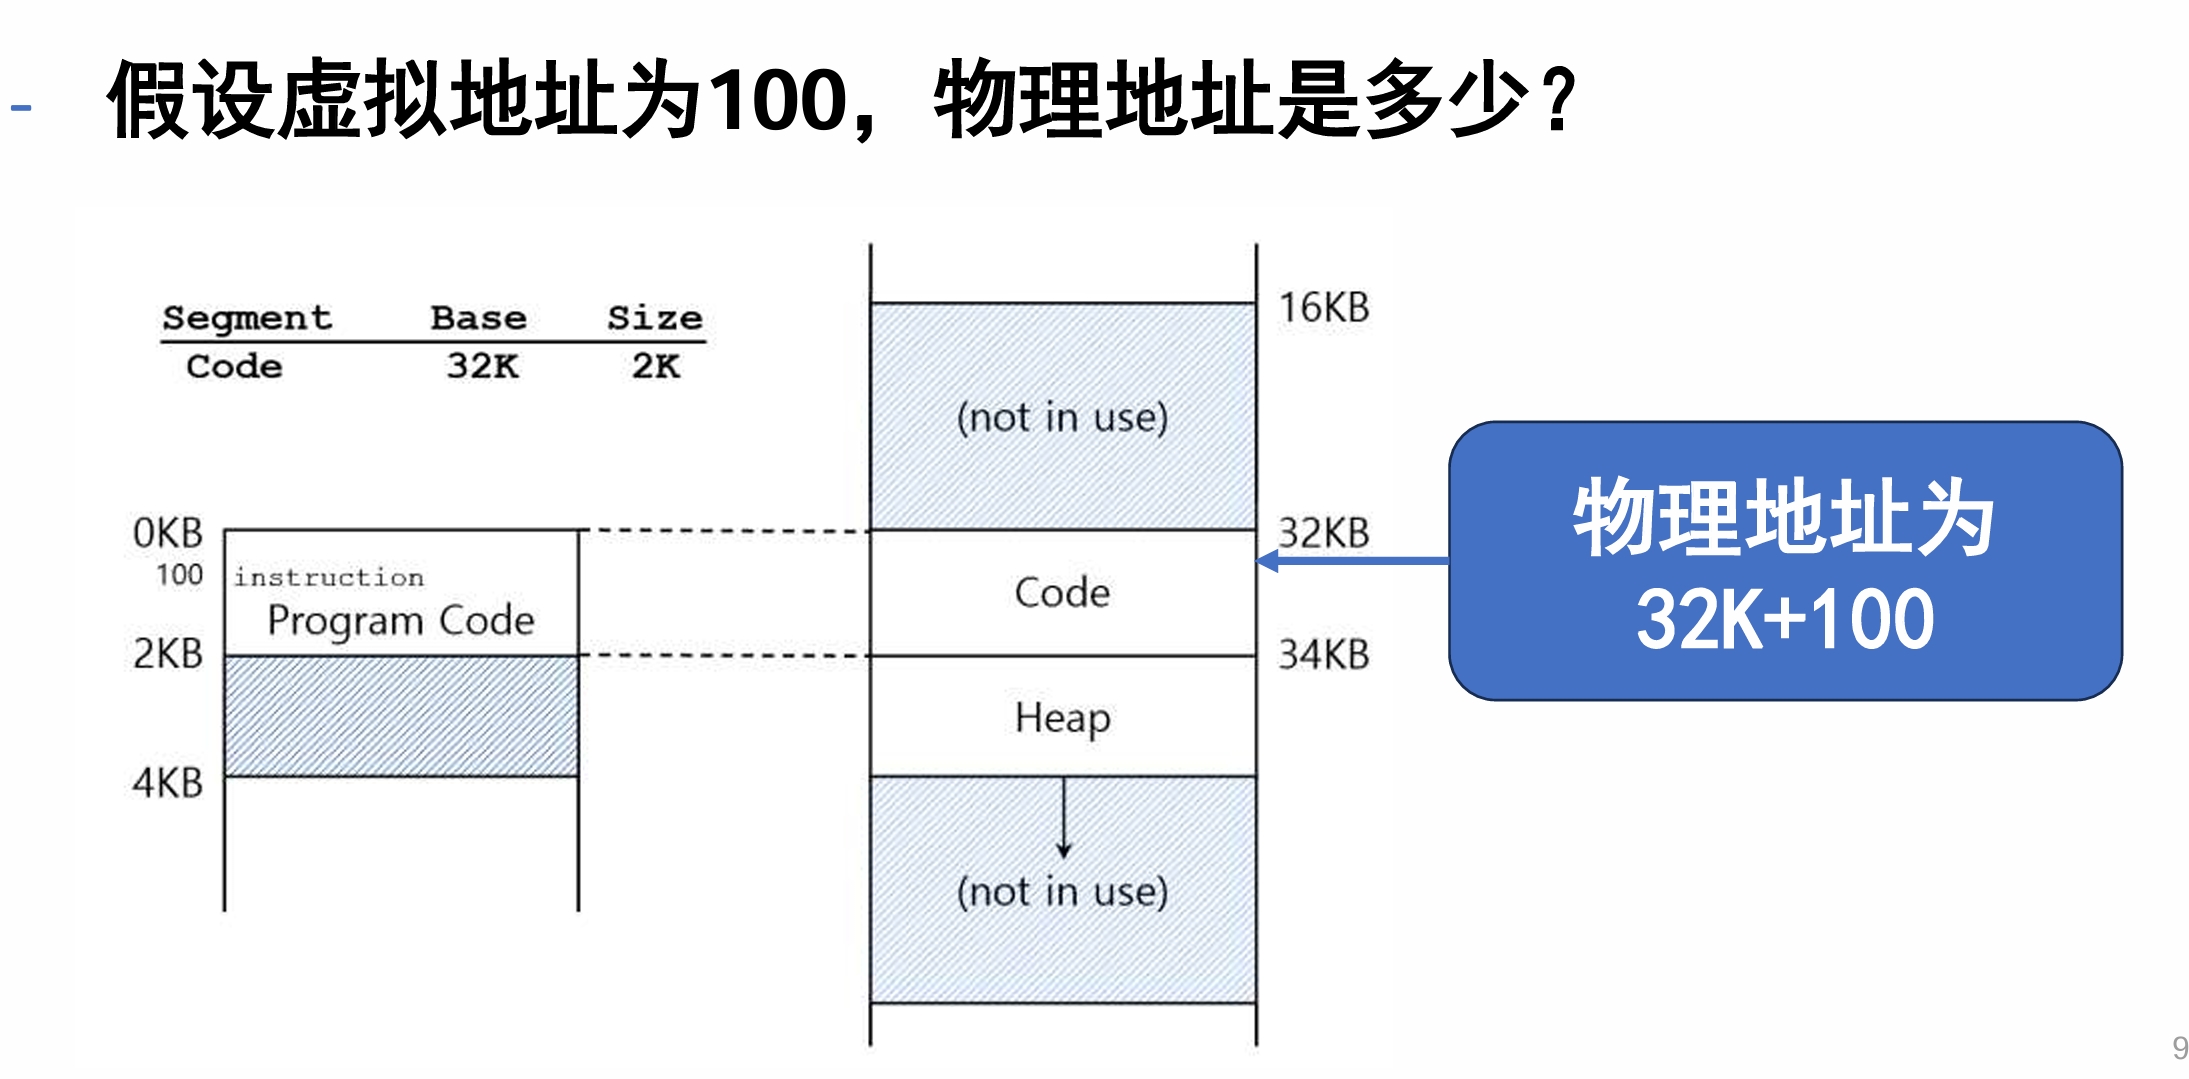 - 假设虚拟地址为100，物理地址是多少？
Segment Base Size
Code 32K 2K
0KB
100 instruction
Program Code
2KB
4KB
16KB
(not in use)
32KB
Code
34KB
Heap
(not in use)
物理地址为
32K+100
9